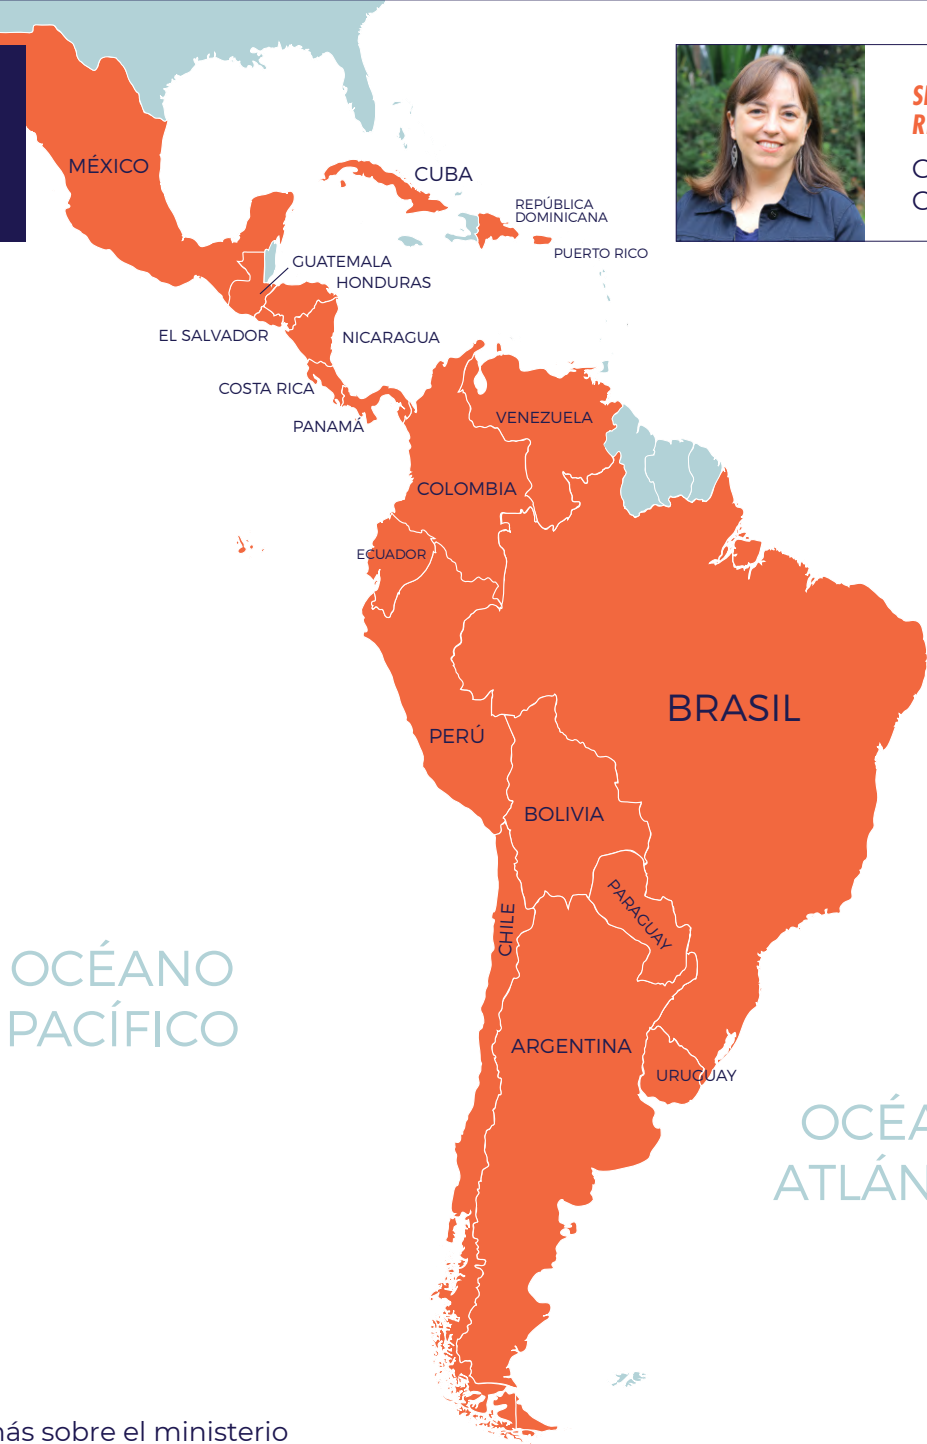 MÉXICO
CUBA
REPÚBLICA
DOMINICANA
PUERTO RICO
GUATEMALA
HONDURAS
EL SALVADOR
NICARAGUA
COSTA RICA
PANAMÁ
VENEZUELA
COLOMBIA
ECUADOR
BRASIL
PERÚ
BOLIVIA
PARAGUAY
CHILE
OCÉANO
PACÍFICO
ARGENTINA
URUGUAY
sobre el ministerio